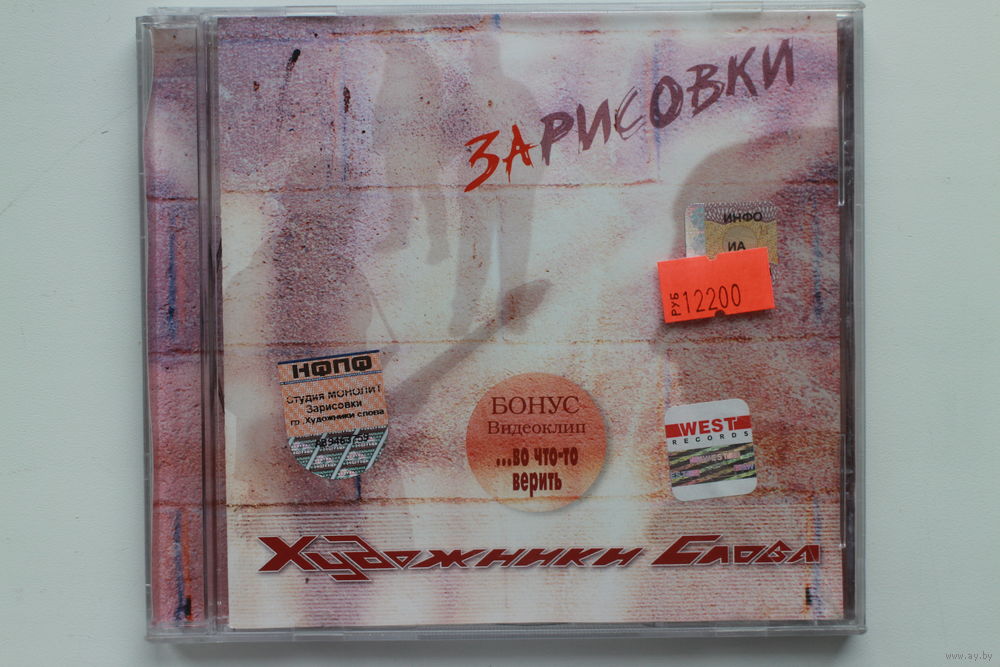 ЗАРИСОВКИ
ИНФО
ИА
РУБ 12200
НФПФ
студия МОНОЛИТ
Зарисовки
гр.Художники слова
БОНУС
Видеоклип
...во что-то
верить
WEST
RECORDS
Художники Слова
www.ay.by